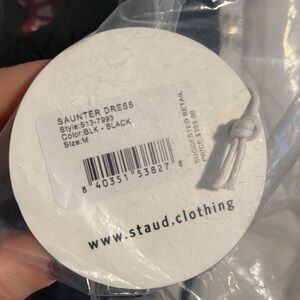 SAUNTER DRESS
Style:513-7993
Color:BLK - BLACK
Size:M
8 40351 53827
SUGGESTED RETAIL
PRICE:$395.00
www.staud.clothing